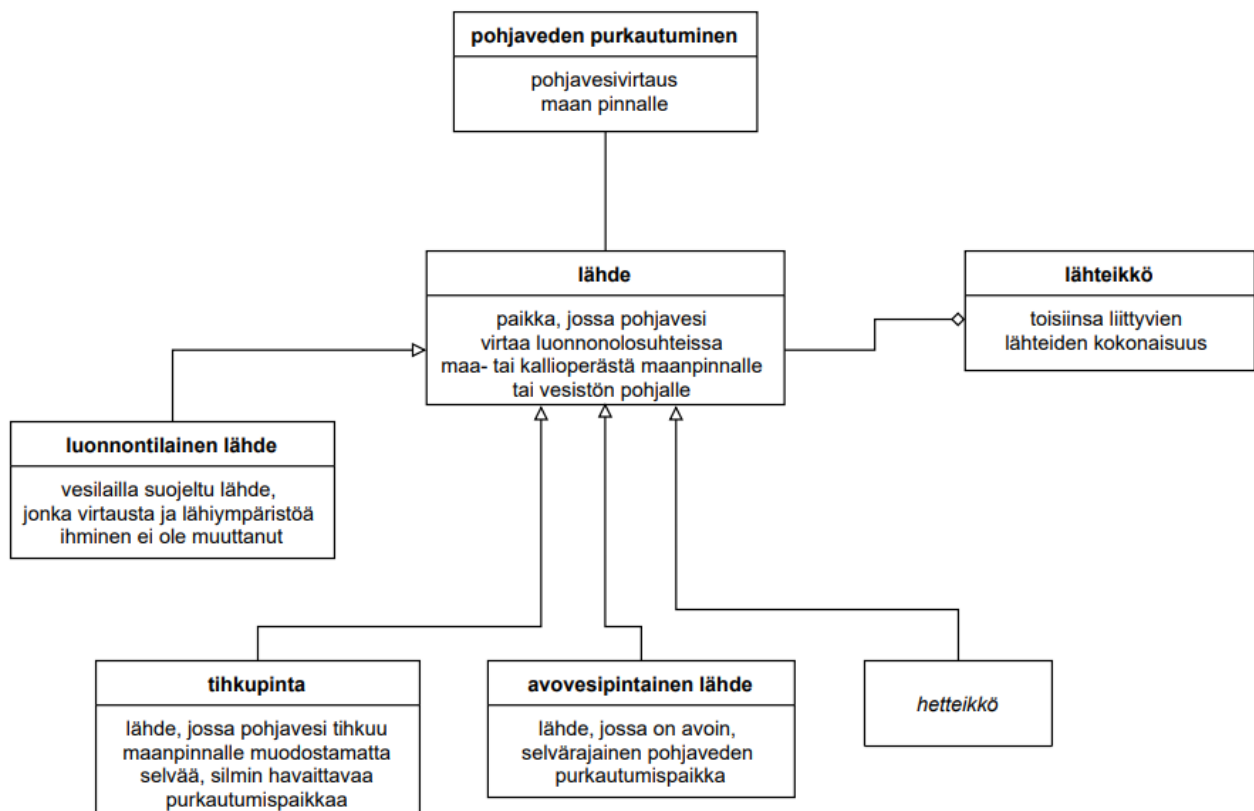 pohjaveden purkautuminen
pohjavesivirtaus
maan pinnalle
lähde
paikka, jossa pohjavesi
virtaa luonnonolosuhteissa
maa- tai kallioperästä maanpinnalle
tai vesistön pohjalle
lähteikkö
toisiinsa liittyvien
lähteiden kokonaisuus
luonnontilainen lähde
vesilailla suojeltu lähde,
jonka virtausta ja lähiympäristöä
ihminen ei ole muuttanut
tihkupinta
lähde, jossa pohjavesi tihkuu
maanpinnalle muodostamatta
selvää, silmin havaittavaa
purkautumispaikkaa
avovesipintainen lähde
lähde, jossa on avoin,
selvärajainen pohjaveden
purkautumispaikka
hetteikkö